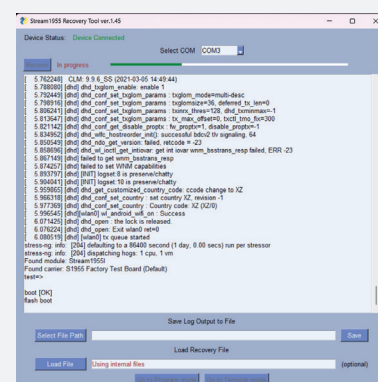 Stream1955 Recovery Tool ver.1.45
Device Status: Device Connected
Select COM COM3
In progress
[ 5.762248] CLM: 9.9.6_SS (2021-03-05 14:49:44)
[ 5.788080] [dhd] dhd_txglom_enable: enable 1
[ 5.792449] [dhd] dhd_conf_set_txglom_params : txglom_mode=multi-desc
[ 5.798916] [dhd] dhd_conf_set_txglom_params : txglomsize=36, deferred_tx_len=0
[ 5.806241] [dhd] dhd_conf_set_txglom_params : txinrx_thres=128, dhd_txminmax=-1
[ 5.813647] [dhd] dhd_conf_set_txglom_params : tx_max_offset=0, txctl_tmo_fix=300
[ 5.821142] [dhd] dhd_conf_get_disable_proptx : fw_proptx=1, disable_proptx=-1
[ 5.834952] [dhd] dhd_wlfc_hostreorder_init(): successful bdcv2 tlv signaling, 64
[ 5.850549] [dhd] dhd_ndo_get_version: failed, retcode = -23
[ 5.858696] [dhd] dhd_wl_ioctl_get_intiovar: get int iovar wnm_bsstrans_resp failed, ERR -23
[ 5.867149] [dhd] failed to get wnm_bsstrans_resp
[ 5.874257] [dhd] failed to set WNM capabilities
[ 5.893797] [dhd] [INIT] logset:8 is preserve/chatty
[ 5.904041] [dhd] [INIT] logset:10 is preserve/chatty
[ 5.959865] [dhd] dhd_get_customized_country_code: ccode change to XZ
[ 5.966318] [dhd] dhd_conf_set_country : set country XZ, revision -1
[ 5.977369] [dhd] dhd_conf_set_country : Country code: XZ (XZ/0)
[ 5.996545] [dhd][wlan0] wl_android_wifi_on : Success
[ 6.071425] [dhd] dhd_open : the lock is released.
[ 6.076224] [dhd] dhd_open: Exit wlan0 ret=0
[ 6.080519] [dhd] [wlan0] tx queue started
stress-ng: info: [204] defaulting to a 86400 second (1 day, 0.00 secs) run per stressor
stress-ng: info: [204] dispatching hogs: 1 cpu, 1 vm
Found module: Stream1955I
Found carrier: S1955 Factory Test Board (Default)
test=>
boot [OK]
flash boot
Save Log Output to File
Select File Path
Save
Load Recovery File
Load File Using internal files (optional)